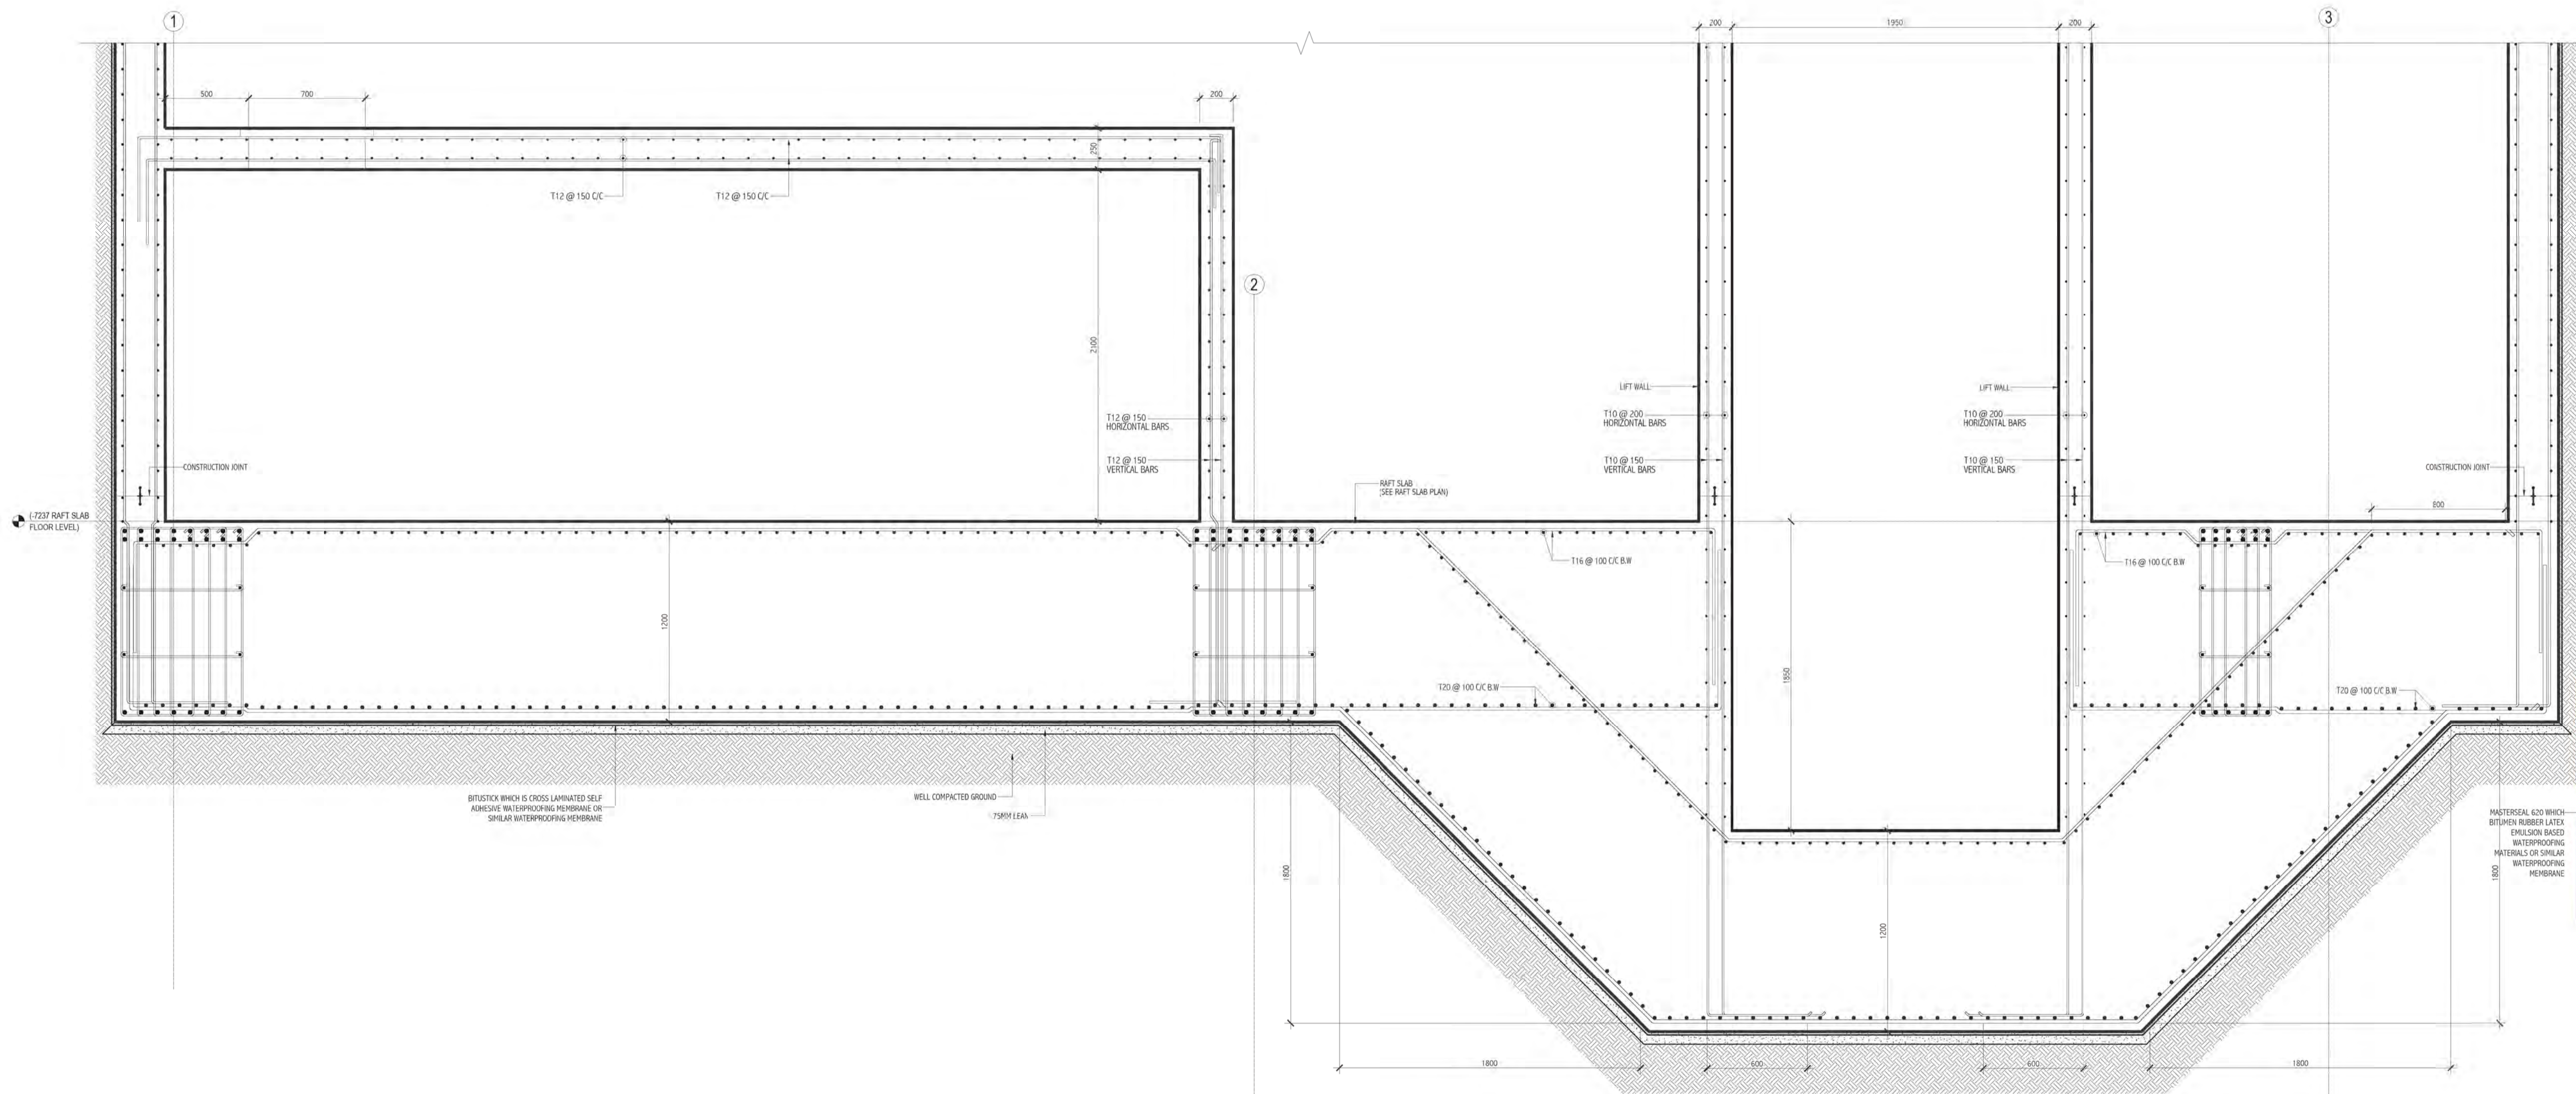 1
3
200
1950
200
500
700
200
250
T12 @ 150 C/C
T12 @ 150 C/C
2
2100
LIFT WALL
LIFT WALL
T12 @ 150
HORIZONTAL BARS
T10 @ 200
HORIZONTAL BARS
T10 @ 200
HORIZONTAL BARS
T12 @ 150
VERTICAL BARS
T10 @ 150
VERTICAL BARS
T10 @ 150
VERTICAL BARS
CONSTRUCTION JOINT
CONSTRUCTION JOINT
RAFT SLAB
(SEE RAFT SLAB PLAN)
800
(-7237 RAFT SLAB
FLOOR LEVEL)
T16 @ 100 C/C B.W
T16 @ 100 C/C B.W
1200
1850
T20 @ 100 C/C B.W
T20 @ 100 C/C B.W
BITUSTICK WHICH IS CROSS LAMINATED SELF
ADHESIVE WATERPROOFING MEMBRANE OR
SIMILAR WATERPROOFING MEMBRANE
WELL COMPACTED GROUND
75MM LEAN
MASTERSEAL 620 WHICH
BITUMEN RUBBER LATEX
EMULSION BASED
WATERPROOFING
MATERIALS OR SIMILAR
WATERPROOFING
MEMBRANE
1800
1800
1200
1800
600
600
1800